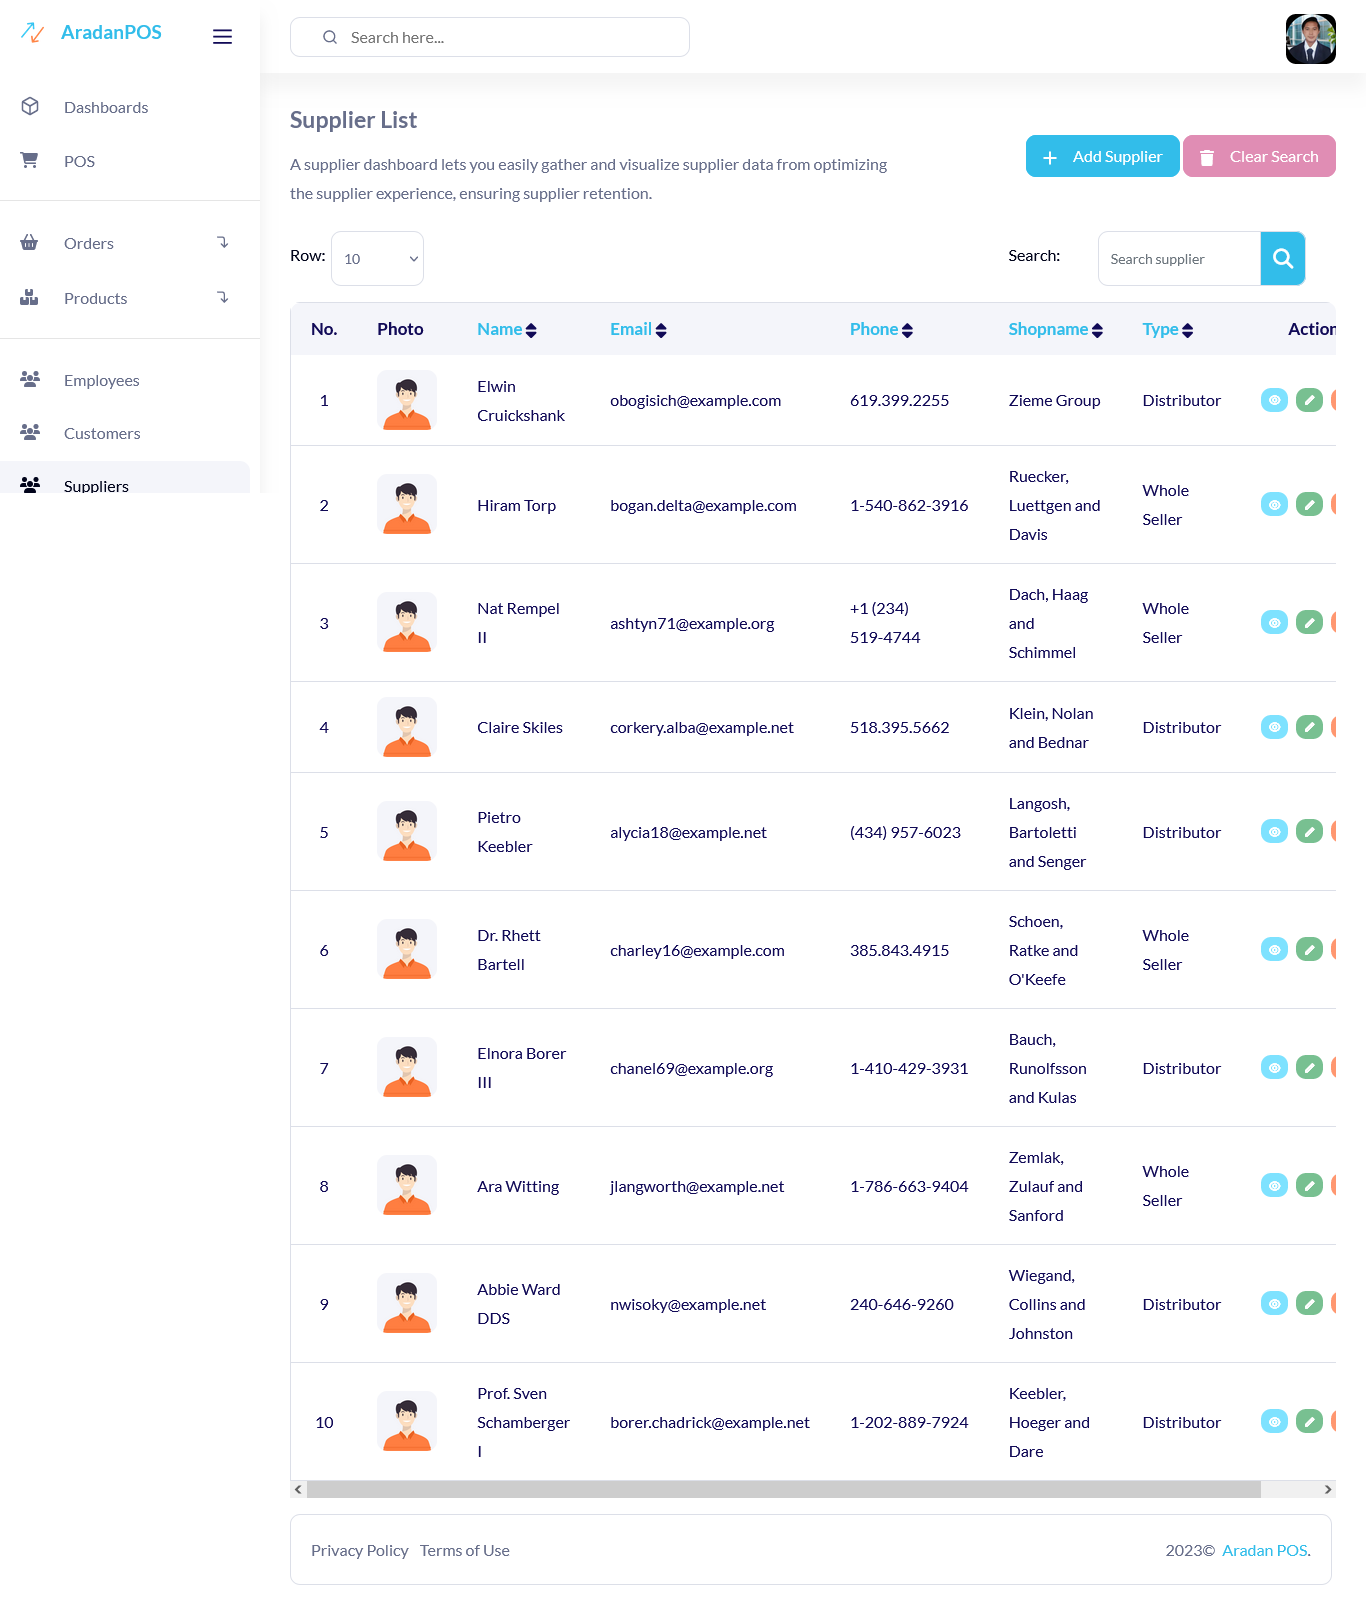 AradanPOS
Search here...
Dashboards
POS
Orders
Products
Employees
Customers
Suppliers
Supplier List
A supplier dashboard lets you easily gather and visualize supplier data from optimizing
the supplier experience, ensuring supplier retention.
Add Supplier
Clear Search
Row: 10
Search: Search supplier
No. Photo Name Email Phone Shopname Type Action
1 Elwin
Cruickshank
obogisich@example.com 619.399.2255 Zieme Group Distributor
2 Hiram Torp bogan.delta@example.com 1-540-862-3916
Ruecker,
Luettgen and
Davis
Whole
Seller
3 Nat Rempel
II
ashtyn71@example.org
+1 (234)
519-4744
Dach, Haag
and
Schimmel
Whole
Seller
4 Claire Skiles corkery.alba@example.net 518.395.5662
Klein, Nolan
and Bednar
Distributor
5 Pietro
Keebler
alycia18@example.net (434) 957-6023
Langosh,
Bartoletti
and Senger
Distributor
6 Dr. Rhett
Bartell
charley16@example.com 385.843.4915
Schoen,
Ratke and
O'Keefe
Whole
Seller
7 Elnora Borer
III
chanel69@example.org 1-410-429-3931
Bauch,
Runolfsson
and Kulas
Distributor
8 Ara Witting jlangworth@example.net 1-786-663-9404
Zemlak,
Zulauf and
Sanford
Whole
Seller
9 Abbie Ward
DDS
nwisoky@example.net 240-646-9260
Wiegand,
Collins and
Johnston
Distributor
10 Prof. Sven
Schamberger
I
borer.chadrick@example.net 1-202-889-7924
Keebler,
Hoeger and
Dare
Distributor
Privacy Policy Terms of Use
2023© Aradan POS.